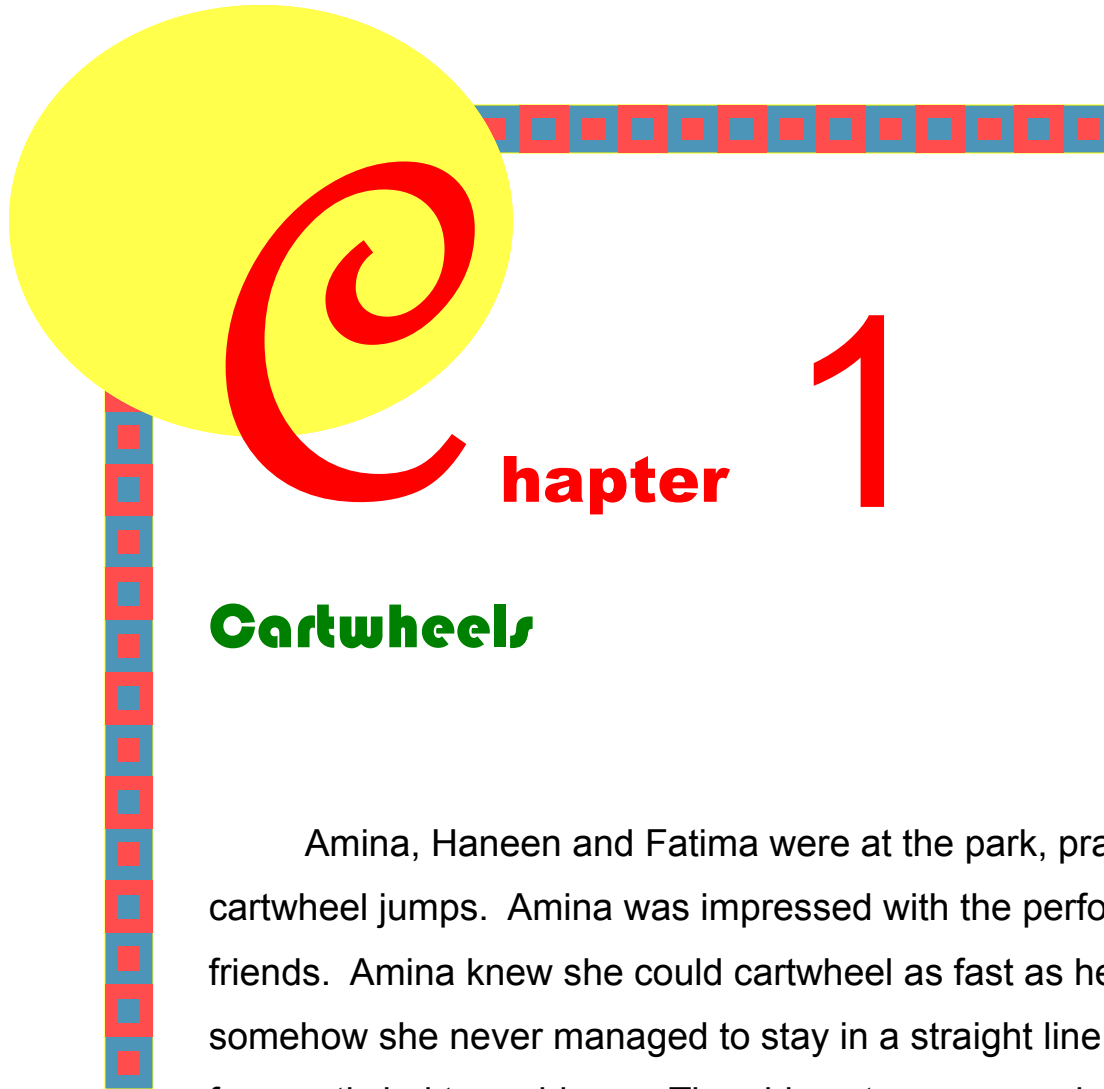 Chapter 1
Cartwheels
Amina, Haneen and Fatima were at the park, pra
cartwheel jumps.  Amina was impressed with the perfo
friends.  Amina knew she could cartwheel as fast as he
somehow she never managed to stay in a straight line